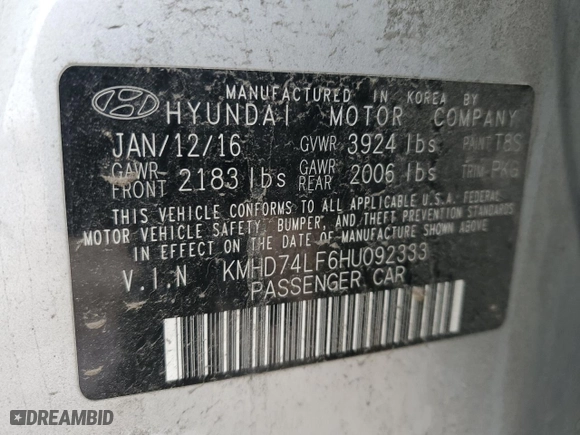 MANUFACTURED IN KOREA BY
HYUNDAI MOTOR COMPANY
JAN/12/16 GVWR 3924 lbs PAINT T8S
GAWR FRONT 2183 lbs GAWR REAR 2006 lbs TRIM PKG
THIS VEHICLE CONFORMS TO ALL APPLICABLE U.S.A. FEDERAL
MOTOR VEHICLE SAFETY, BUMPER, AND THEFT PREVENTION STANDARDS
IN EFFECT ON THE DATE OF MANUFACTURE SHOWN ABOVE
V.I.N KMHD74LF6HU092333
PASSENGER CAR
DREAMBID